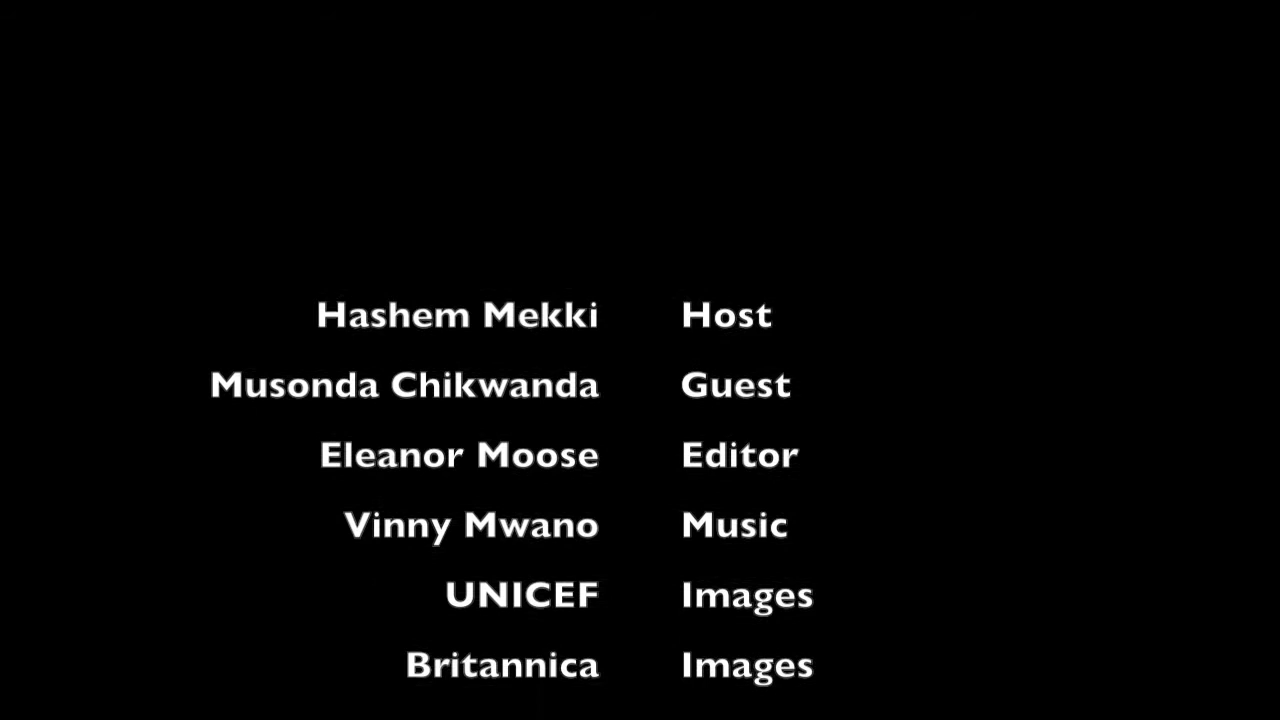 Hashem Mekki Host
Musonda Chikwanda Guest
Eleanor Moose Editor
Vinny Mwano Music
UNICEF Images
Britannica Images